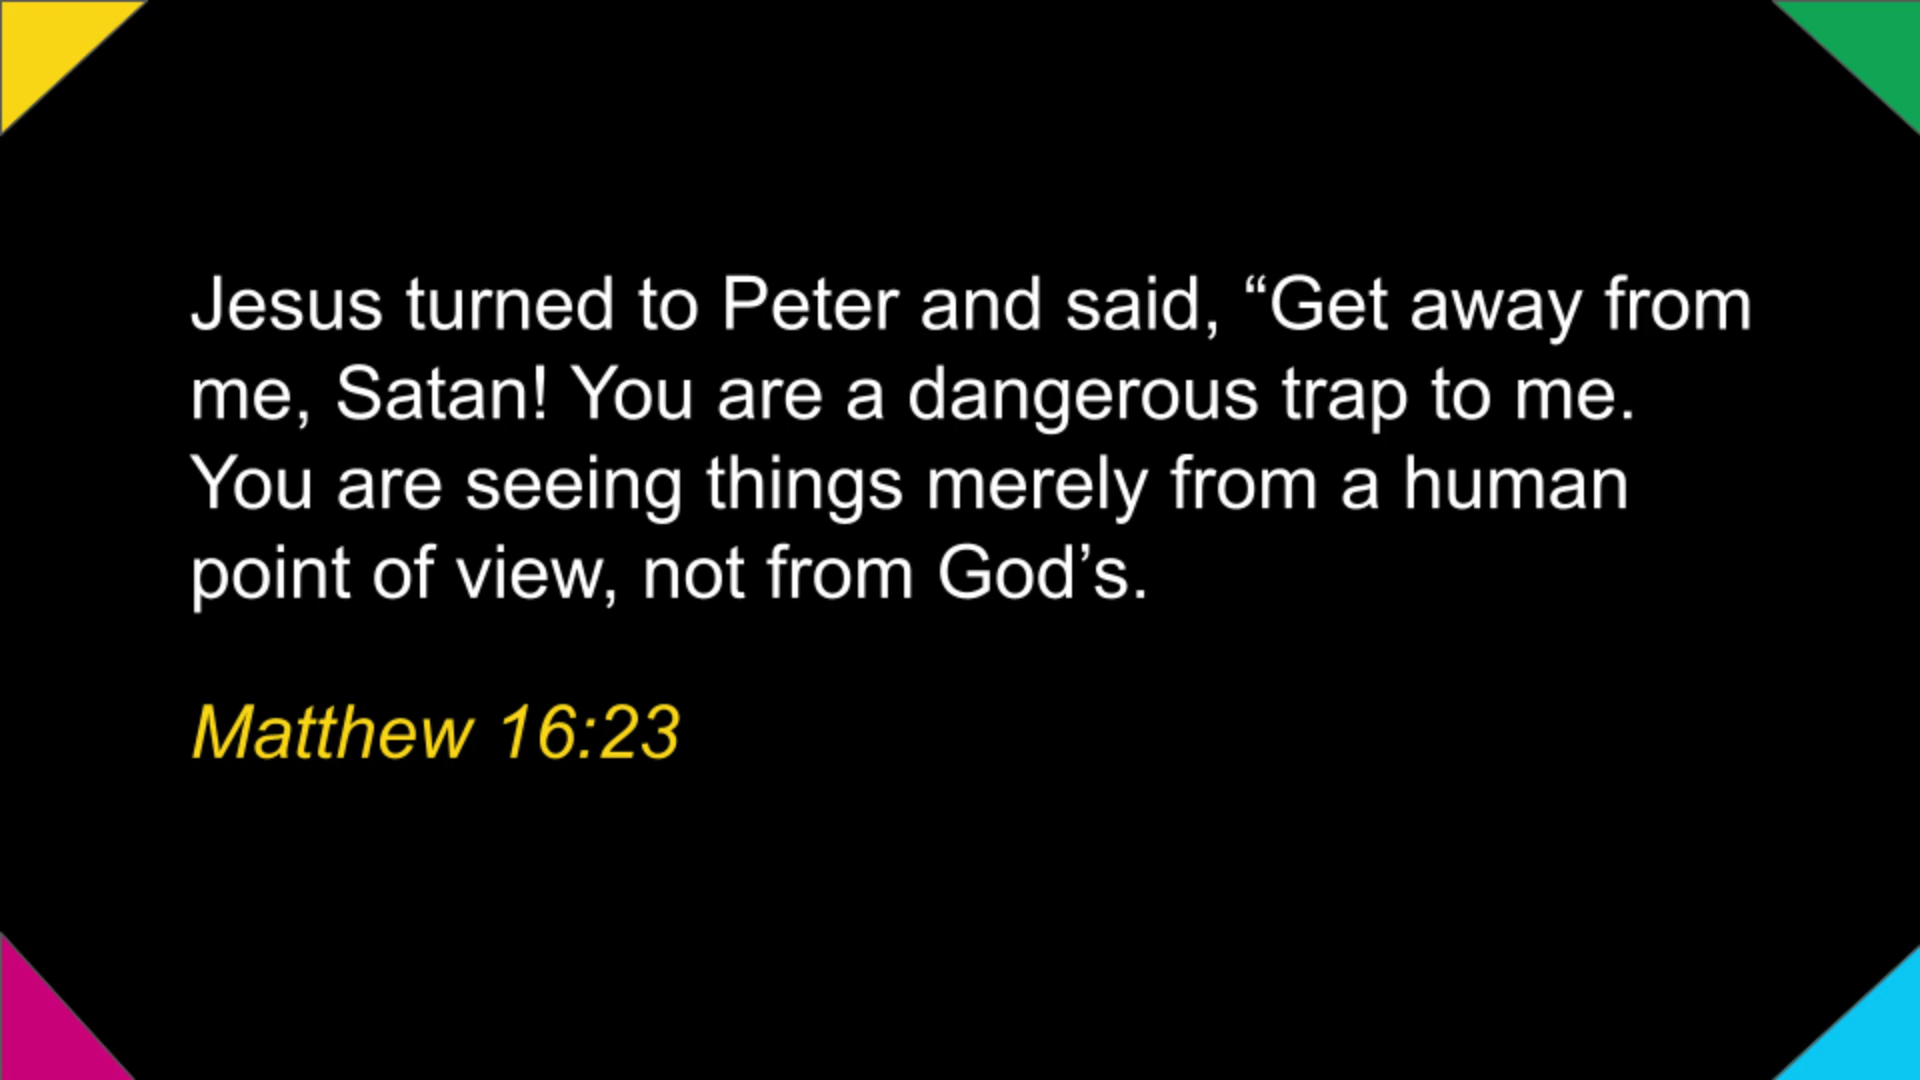 Jesus turned to Peter and said, “Get away from
me, Satan! You are a dangerous trap to me.
You are seeing things merely from a human
point of view, not from God’s.
Matthew 16:23